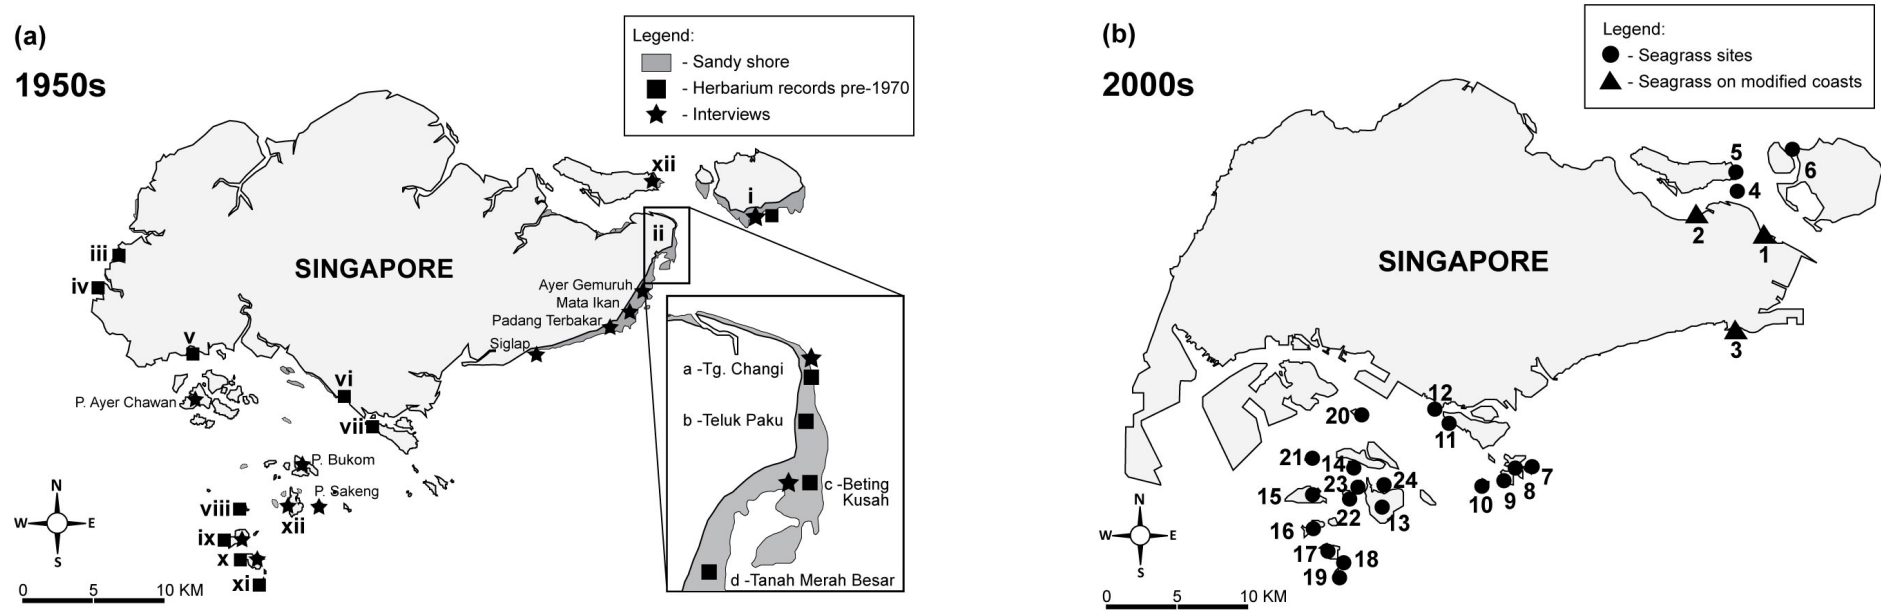 (a)
1950s
Legend:
- Sandy shore
- Herbarium records pre-1970
- Interviews
xii
i
ii
iii
iv
SINGAPORE
Ayer Gemuruh
Mata Ikan
Padang Terbakar
Siglap
v
vi
P. Ayer Chawan
vii
P. Bukom
P. Sakeng
viii
xii
ix
x
xi
a -Tg. Changi
b -Teluk Paku
c -Beting
Kusah
d -Tanah Merah Besar
N
W
E
S
0
5
10 KM
(b)
2000s
Legend:
- Seagrass sites
- Seagrass on modified coasts
5
6
4
2
1
SINGAPORE
3
12
20
11
21
14
24
7
23
8
15
10
9
22
13
16
17
18
19
N
W
E
S
0
5
10 KM